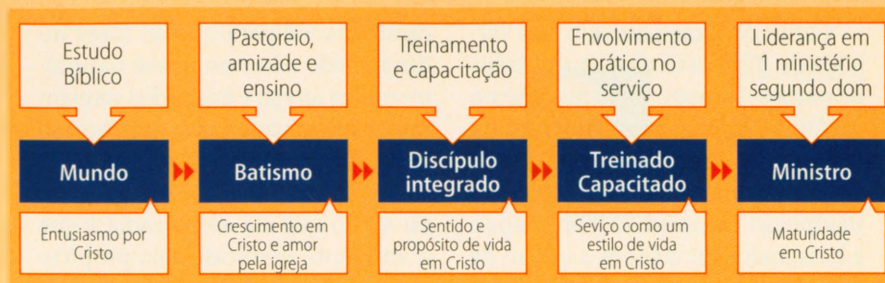 Estudo
Bíblico
Pastoreio,
amizade e
ensino
Treinamento
e capacitação
Envolvimento
prático no
serviço
Liderança em
1 ministério
segundo dom
Mundo
Batismo
Discípulo
integrado
Treinado
Capacitado
Ministro
Entusiasmo por
Cristo
Crescimento em
Cristo e amor
pela igreja
Sentido e
propósito de vida
em Cristo
Seviço como um
estilo de vida
em Cristo
Maturidade
em Cristo